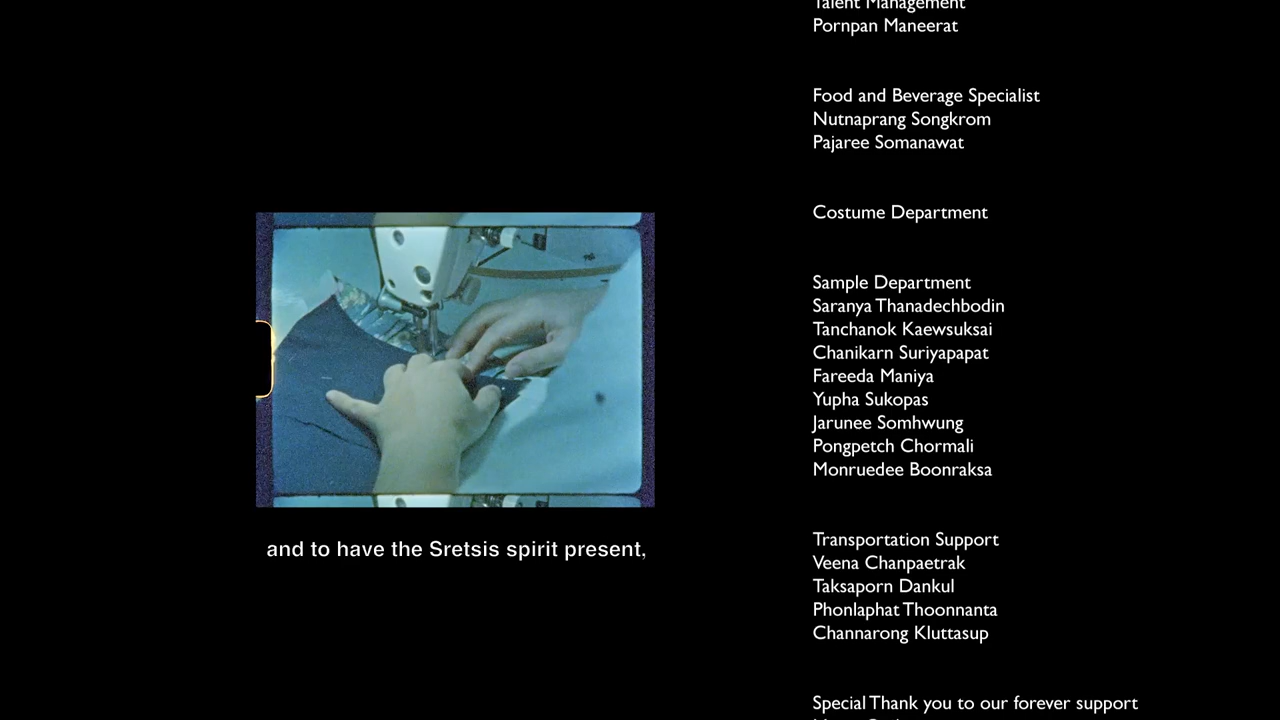 Talent Management
Pornpan Maneerat
Food and Beverage Specialist
Nutnaprang Songkrom
Pajaree Somanawat
Costume Department
Sample Department
Saranya Thanadechbodin
Tanchanok Kaewsuksai
Chanikarn Suriyapapat
Fareeda Maniya
Yupha Sukopas
Jarunee Somhwung
Pongpetch Chormali
Monruedee Boonraksa
Transportation Support
Veena Chanpaetrak
Taksaporn Dankul
Phonlaphat Thoonnanta
Channarong Kluttasup
Special Thank you to our forever support
and to have the Sretsis spirit present,